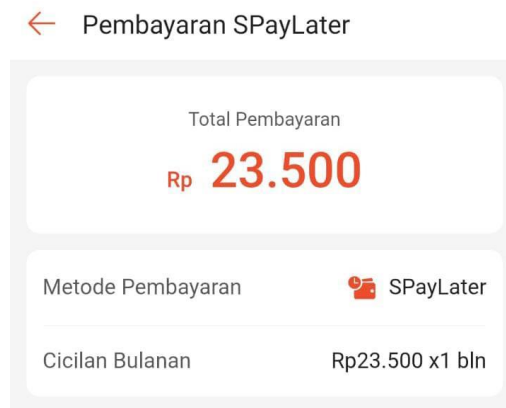 Pembayaran SPayLater
Total Pembayaran
Rp 23.500
Metode Pembayaran SPayLater
Cicilan Bulanan Rp23.500 x1 bln